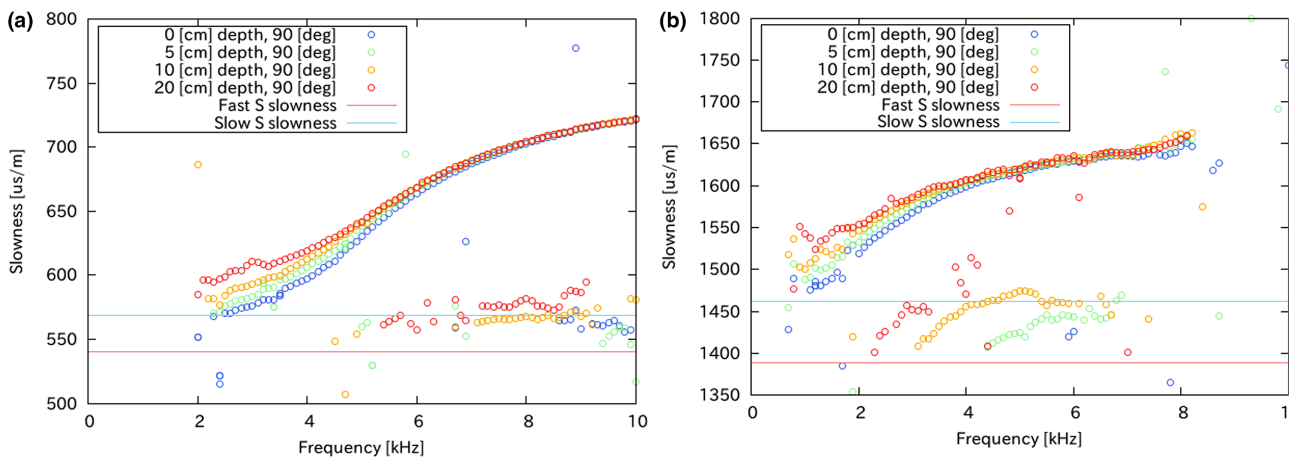 (a)
800
750
700
650
600
550
500
0 2 4 6 8 10
Slowness [us/m]
Frequency [kHz]
0 [cm] depth, 90 [deg]
5 [cm] depth, 90 [deg]
10 [cm] depth, 90 [deg]
20 [cm] depth, 90 [deg]
Fast S slowness
Slow S slowness
(b)
1800
1750
1700
1650
1600
1550
1500
1450
1400
1350
0 2 4 6 8 1
Slowness [us/m]
Frequency [kHz]
0 [cm] depth, 90 [deg]
5 [cm] depth, 90 [deg]
10 [cm] depth, 90 [deg]
20 [cm] depth, 90 [deg]
Fast S slowness
Slow S slowness